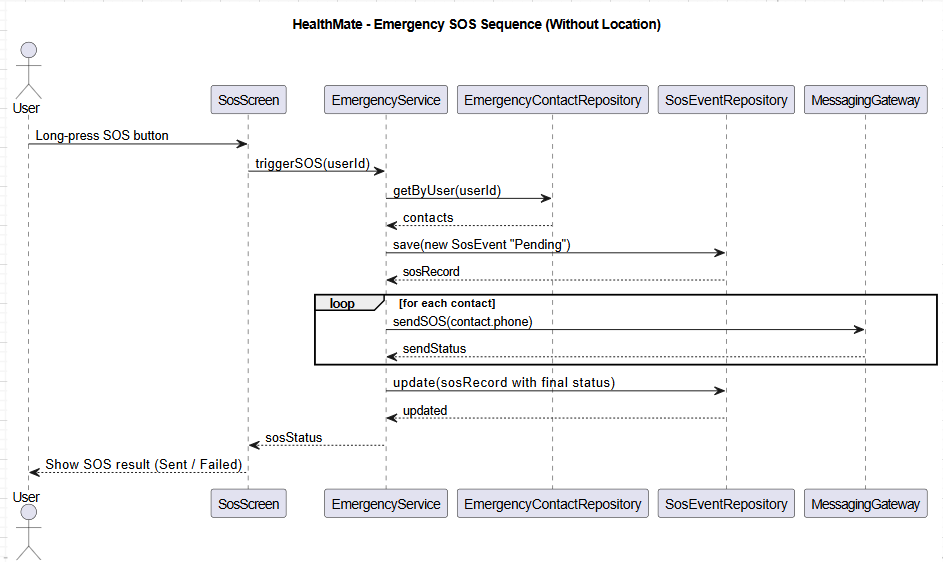 HealthMate - Emergency SOS Sequence (Without Location)
User
SosScreen
EmergencyService
EmergencyContactRepository
SosEventRepository
MessagingGateway
Long-press SOS button
triggerSOS(userId)
getByUser(userId)
contacts
save(new SosEvent "Pending")
sosRecord
loop [for each contact]
sendSOS(contact.phone)
sendStatus
update(sosRecord with final status)
updated
sosStatus
Show SOS result (Sent / Failed)
User
SosScreen
EmergencyService
EmergencyContactRepository
SosEventRepository
MessagingGateway